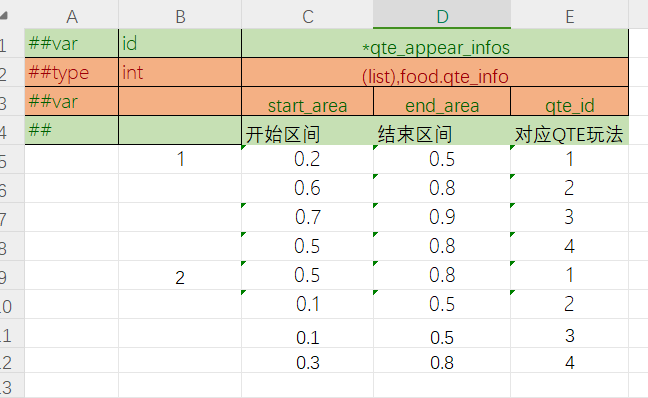 A B C D E
1 ##var id *qte_appear_infos
2 ##type int (list),food.qte_info
3 ##var start_area end_area qte_id
4 ## 开始区间 结束区间 对应QTE玩法
5 1 0.2 0.5 1
6 0.6 0.8 2
7 0.7 0.9 3
8 0.5 0.8 4
9 2 0.5 0.8 1
10 0.1 0.5 2
11 0.1 0.5 3
12 0.3 0.8 4
13